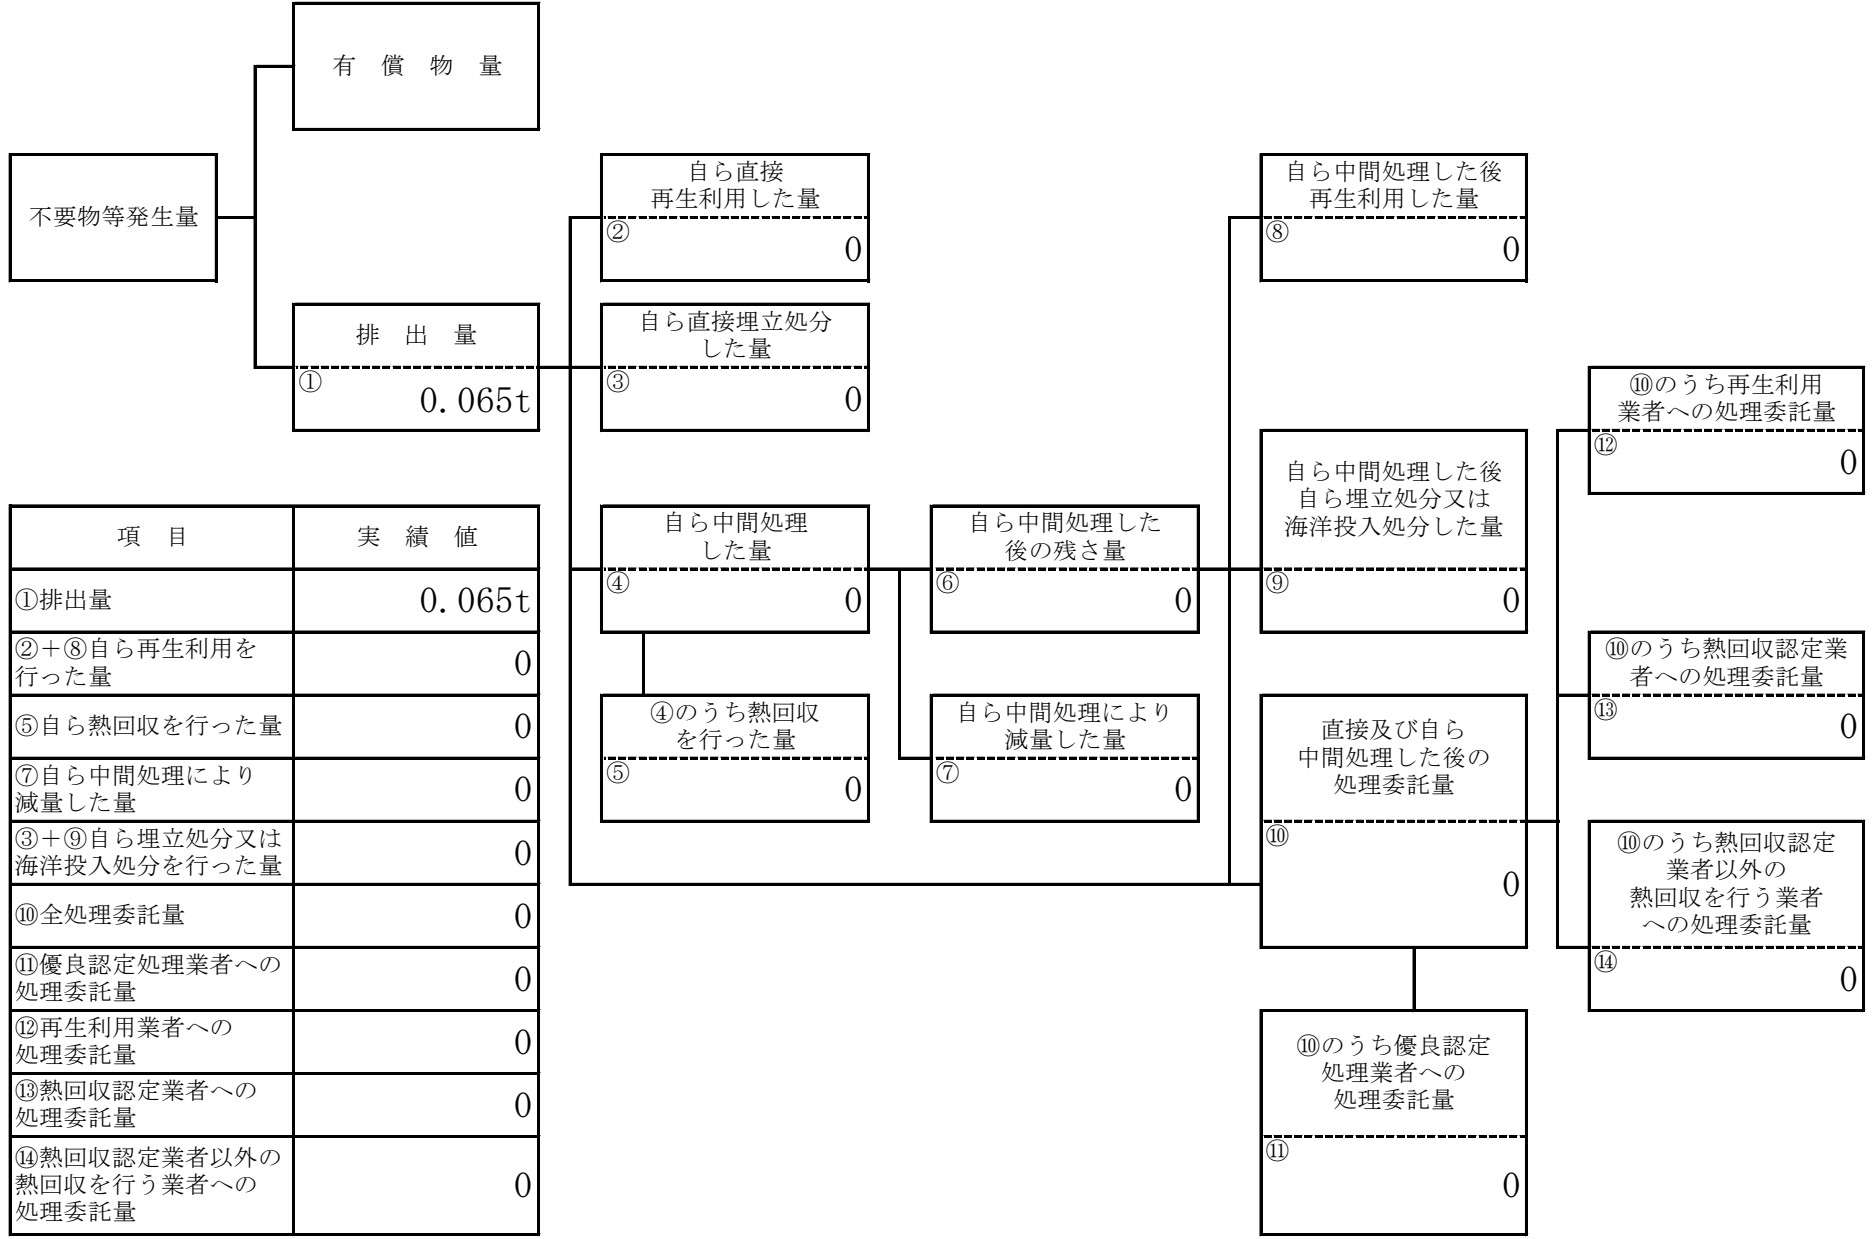 有　償　物　量
不要物等発生量
排　出　量
①
0.065t
自ら直接
再生利用した量
②
0
自ら直接埋立処分
した量
③
0
自ら中間処理
した量
④
0
④のうち熱回収
を行った量
⑤
0
自ら中間処理した
後の残さ量
⑥
0
自ら中間処理により
減量した量
⑦
0
自ら中間処理した後
再生利用した量
⑧
0
自ら中間処理した後
自ら埋立処分又は
海洋投入処分した量
⑨
0
直接及び自ら
中間処理した後の
処理委託量
⑩
0
⑩のうち優良認定
処理業者への
処理委託量
⑪
0
⑩のうち再生利用
業者への処理委託量
⑫
0
⑩のうち熱回収認定業
者への処理委託量
⑬
0
⑩のうち熱回収認定
業者以外の
熱回収を行う業者
への処理委託量
⑭
0
項　目
実　績　値
①排出量
0.065t
②＋⑧自ら再生利用を
行った量
0
⑤自ら熱回収を行った量
0
⑦自ら中間処理により
減量した量
0
③＋⑨自ら埋立処分又は
海洋投入処分を行った量
0
⑩全処理委託量
0
⑪優良認定処理業者への
処理委託量
0
⑫再生利用業者への
処理委託量
0
⑬熱回収認定業者への
処理委託量
0
⑭熱回収認定業者以外の
熱回収を行う業者への
処理委託量
0